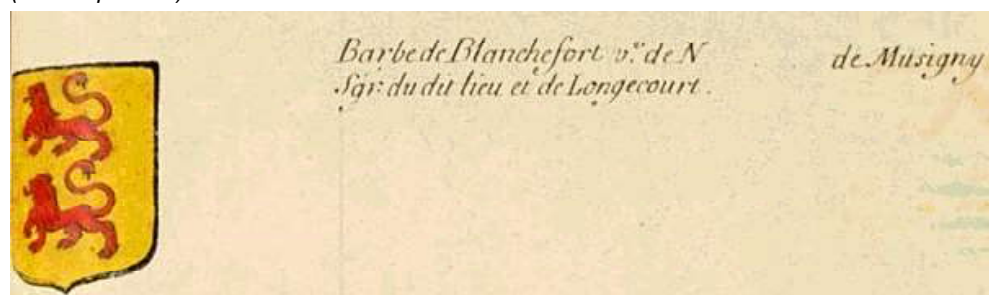 Barbe de Blanchefort v.e de N de Musigny
Sgr. du dit lieu et de Longecourt.